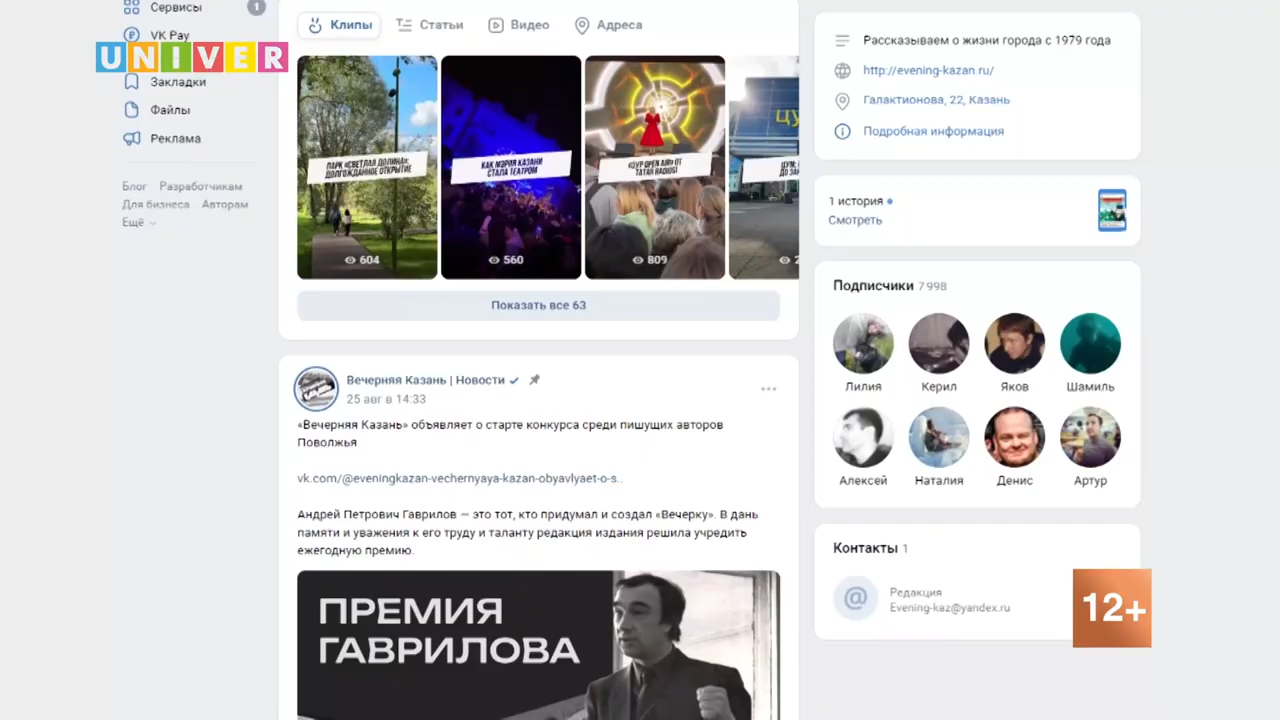 Сервисы
1
VK Pay
UNIVER
Закладки
Файлы
Реклама
Блог Разработчикам
Для бизнеса Авторам
Ещё
Клипы
Статьи
Видео
Адреса
ПАРК «СВЕТЛАЯ ДОЛИНА»:
ДОЛГОЖДАННОЕ ОТКРЫТИЕ
604
КАК МЭРИЯ КАЗАНИ
СТАЛА ТЕАТРОМ
560
«ЗУР OPEN AIR» ОТ
TATAR RADIOSI
809
Показать все 63
Вечерняя Казань | Новости
25 авг в 14:33
«Вечерняя Казань» объявляет о старте конкурса среди пишущих авторов
Поволжья
vk.com/@eveningkazan-vechernyaya-kazan-obyavlyaet-o-s..
Андрей Петрович Гаврилов — это тот, кто придумал и создал «Вечерку». В дань
памяти и уважения к его труду и таланту редакция издания решила учредить
ежегодную премию.
ПРЕМИЯ
ГАВРИЛОВА
Рассказываем о жизни города с 1979 года
http://evening-kazan.ru/
Галактионова, 22, Казань
Подробная информация
1 история
Смотреть
Подписчики 7 998
Лилия
Керил
Яков
Шамиль
Алексей
Наталия
Денис
Артур
Контакты 1
@
Редакция
Evening-kaz@yandex.ru
12+